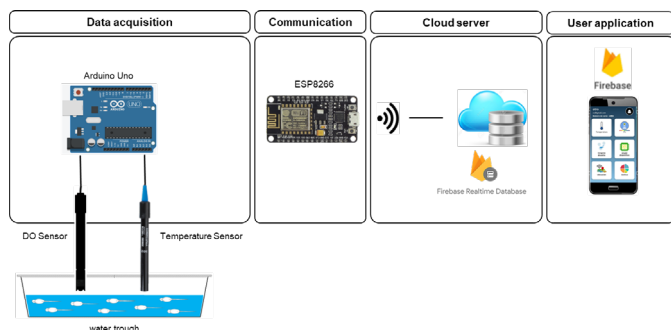 Data acquisition
Communication
Cloud server
User application
Arduino Uno
ESP8266
Firebase
UNO
Firebase Realtime Database
DO Sensor
Temperature Sensor
water trough